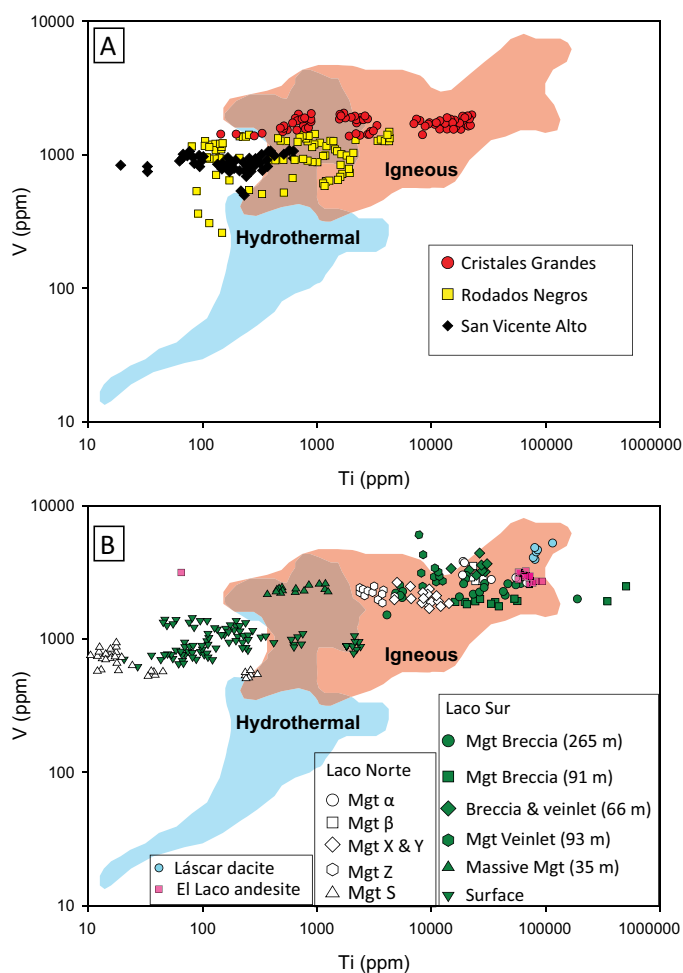 A
10000
1000
100
10
V (ppm)
Igneous
Hydrothermal
Cristales Grandes
Rodados Negros
San Vicente Alto
10 100 1000 10000 100000 1000000
Ti (ppm)
B
10000
1000
100
10
V (ppm)
Igneous
Hydrothermal
Láscar dacite
El Laco andesite
Laco Norte
Mgt α
Mgt β
Mgt X & Y
Mgt Z
Mgt S
Laco Sur
Mgt Breccia (265 m)
Mgt Breccia (91 m)
Breccia & veinlet (66 m)
Mgt Veinlet (93 m)
Massive Mgt (35 m)
Surface
10 100 1000 10000 100000 1000000
Ti (ppm)